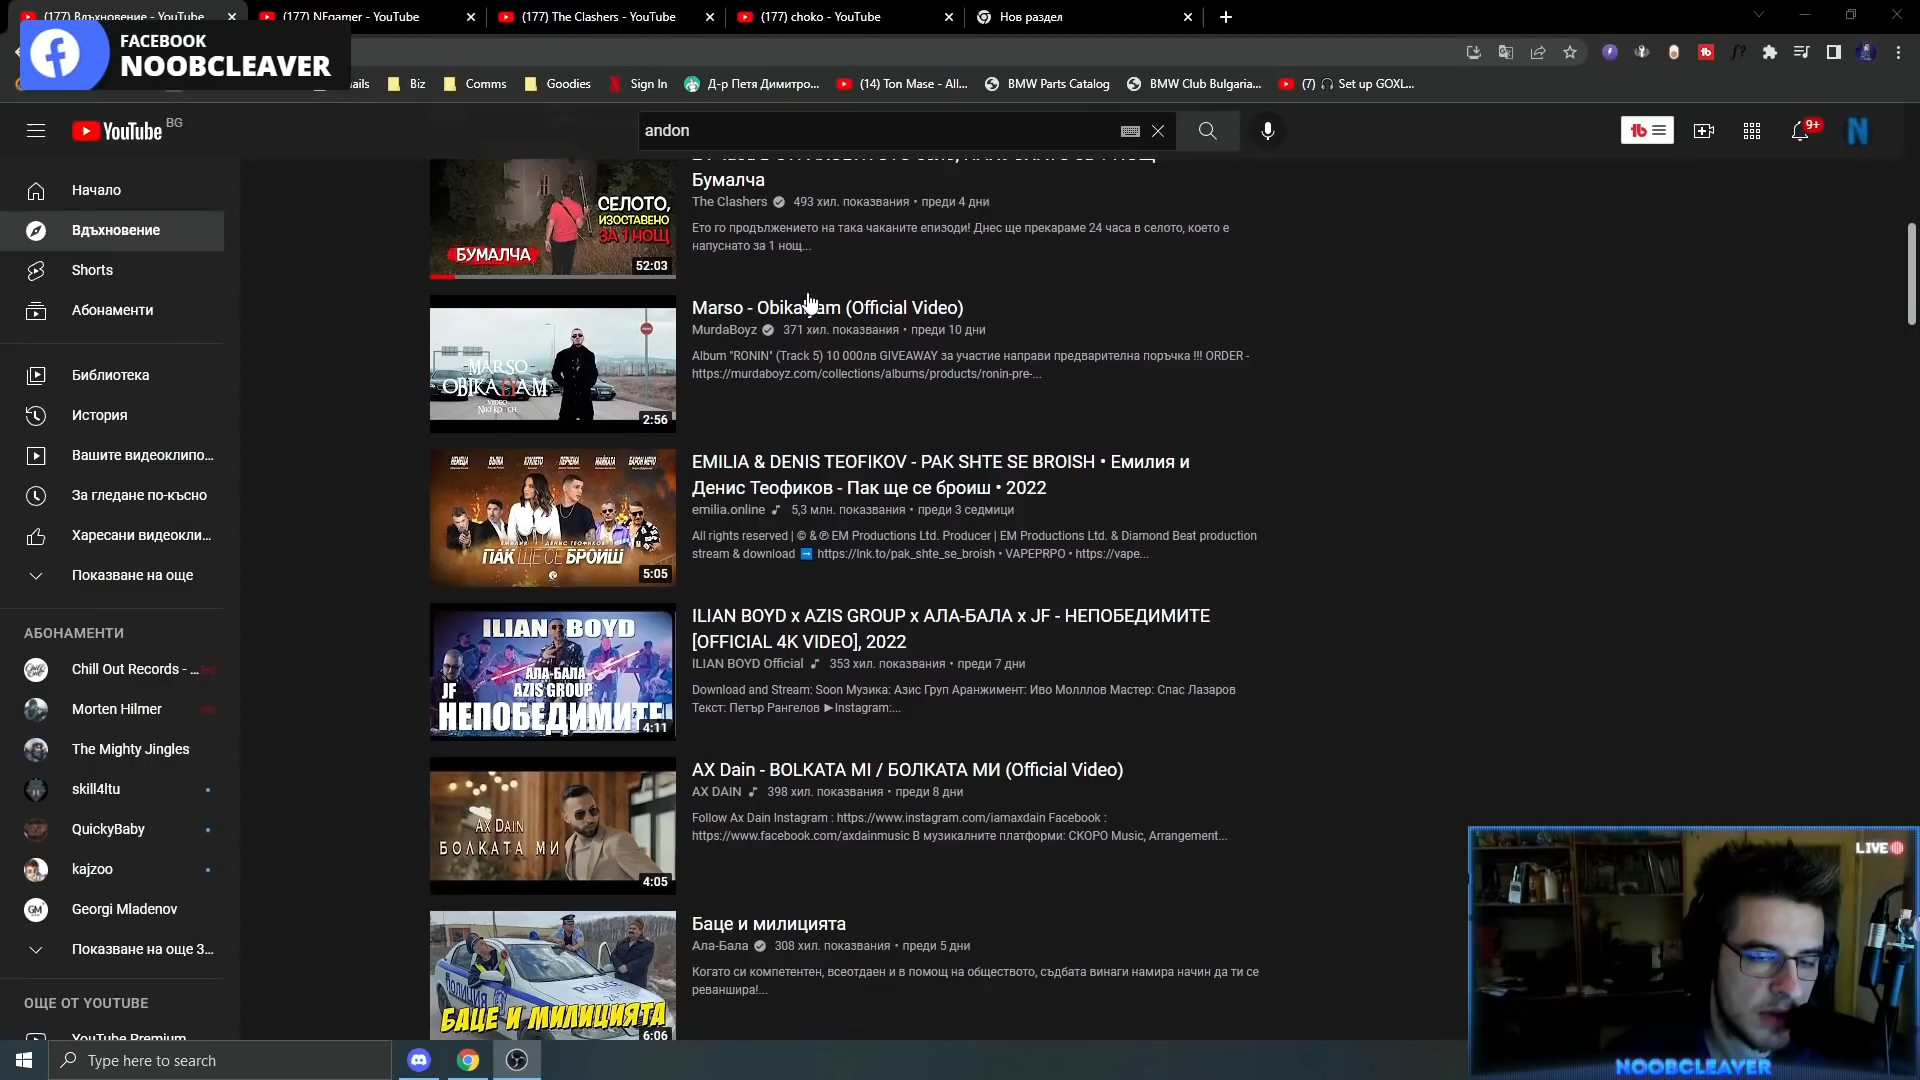 (177) Вдъхновение - YouTube
(177) NFgamer - YouTube
(177) The Clashers - YouTube
(177) choko - YouTube
Нов раздел
FACEBOOK
NOOBCLEAVER
Biz
Comms
Goodies
Sign In
Д-р Петя Димитро...
(14) Ton Mase - All...
BMW Parts Catalog
BMW Club Bulgaria...
(7) 🎧 Set up GOXL...
YouTube BG
andon
9+
N
Начало
Вдъхновение
Shorts
Абонаменти
Библиотека
История
Вашите видеоклипо...
За гледане по-късно
Харесани видеокли...
Показване на още
АБОНАМЕНТИ
Chill Out Records - ...
Morten Hilmer
The Mighty Jingles
skill4ltu
QuickyBaby
kajzoo
Georgi Mladenov
Показване на още 3...
ОЩЕ ОТ YOUTUBE
YouTube Premium
СЕЛОТО,
ИЗОСТАВЕНО
ЗА 1 НОЩ
БУМАЛЧА
52:03
Бумалча
The Clashers 493 хил. показвания • преди 4 дни
Ето го продължението на така чаканите епизоди! Днес ще прекараме 24 часа в селото, което е
напуснато за 1 нощ...
MARSO
OBIKALYAM
2:56
Marso - Obikalyam (Official Video)
MurdaBoyz 371 хил. показвания • преди 10 дни
Album "RONIN" (Track 5) 10 000лв GIVEAWAY за участие направи предварителна поръчка !!! ORDER -
https://murdaboyz.com/collections/albums/products/ronin-pre-...
ПАК ЩЕ СЕ БРОИШ
5:05
EMILIA & DENIS TEOFIKOV - PAK SHTE SE BROISH • Емилия и
Денис Теофиков - Пак ще се броиш • 2022
emilia.online 5,3 млн. показвания • преди 3 седмици
All rights reserved | © & ℗ EM Productions Ltd. Producer | EM Productions Ltd. & Diamond Beat production
stream & download ➡ https://lnk.to/pak_shte_se_broish • VAPEPRPO • https://vape...
ILIAN BOYD
АЛА-БАЛА
JF AZIS GROUP
НЕПОБЕДИМИТЕ
4:11
ILIAN BOYD x AZIS GROUP x АЛА-БАЛА x JF - НЕПОБЕДИМИТЕ
[OFFICIAL 4K VIDEO], 2022
ILIAN BOYD Official 353 хил. показвания • преди 7 дни
Download and Stream: Soon Музика: Азис Груп Аранжимент: Иво Молллов Мастер: Спас Лазаров
Текст: Петър Рангелов ▶Instagram:...
AX DAIN
БОЛКАТА МИ
4:05
AX Dain - BOLKATA MI / БОЛКАТА МИ (Official Video)
AX DAIN 398 хил. показвания • преди 8 дни
Follow Ax Dain Instagram : https://www.instagram.com/iamaxdain Facebook :
https://www.facebook.com/axdainmusic В музикалните платформи: СКОРО Music, Arrangement...
POLICE
БАЦЕ И МИЛИЦИЯТА
6:06
Баце и милицията
Ала-Бала 308 хил. показвания • преди 5 дни
Когато си компетентен, всеотдаен и в помощ на обществото, съдбата винаги намира начин да ти се
реваншира!...
LIVE
NOOBCLEAVER
Type here to search